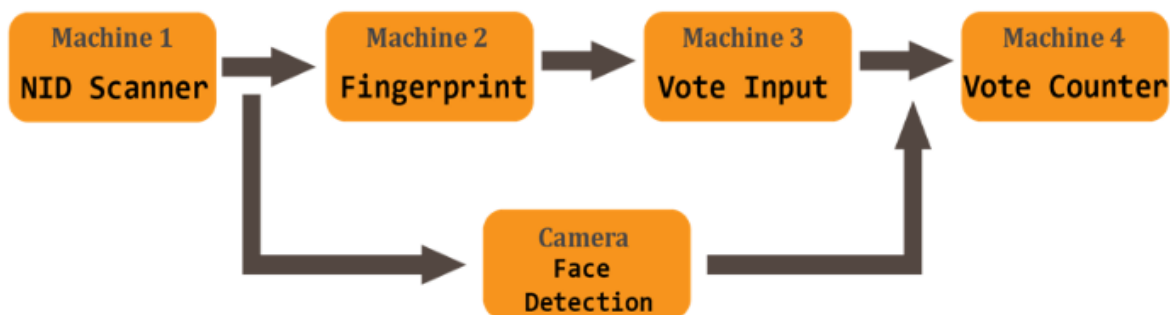 Machine 1
NID Scanner
Machine 2
Fingerprint
Machine 3
Vote Input
Machine 4
Vote Counter
Camera
Face
Detection